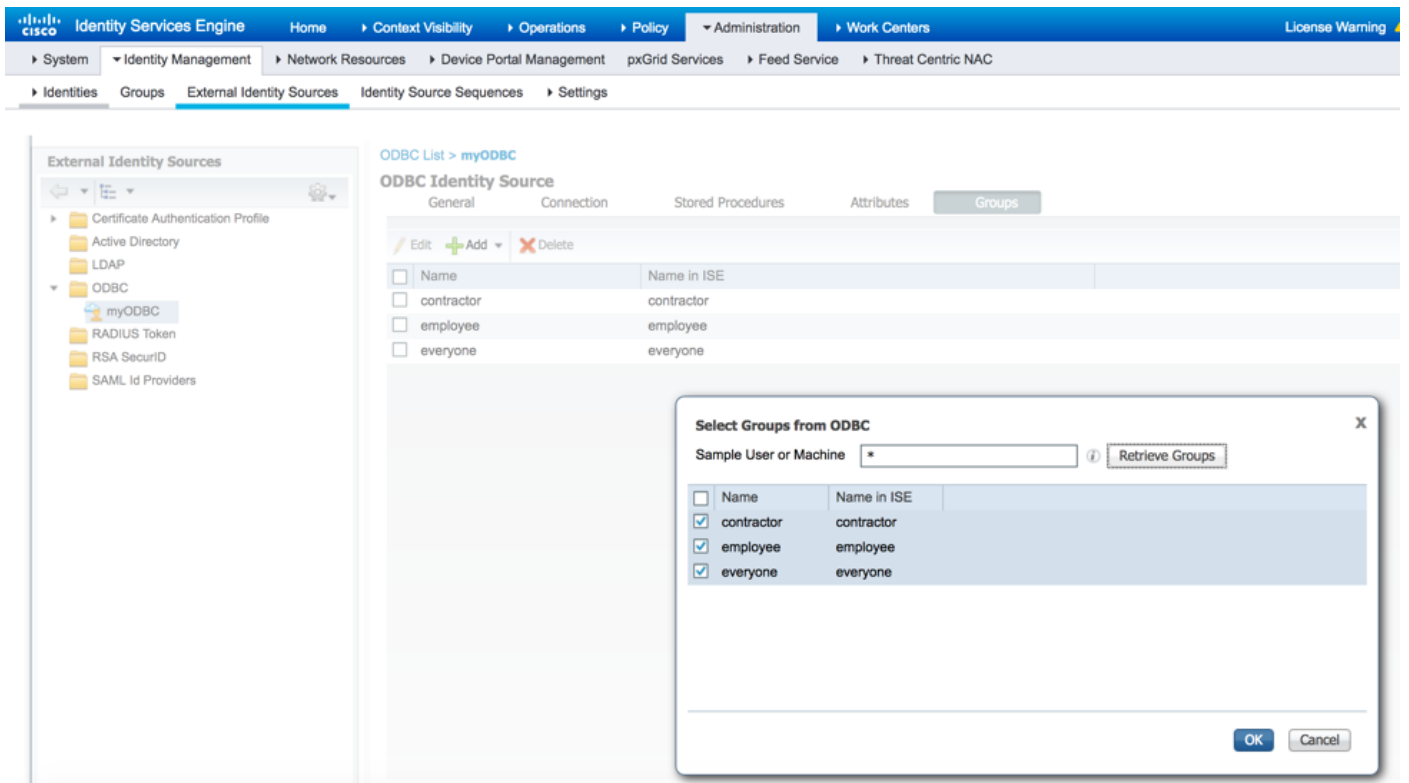 CISCO Identity Services Engine Home Context Visibility Operations Policy Administration Work Centers License Warning
System Identity Management Network Resources Device Portal Management pxGrid Services Feed Service Threat Centric NAC
Identities Groups External Identity Sources Identity Source Sequences Settings
External Identity Sources
Certificate Authentication Profile
Active Directory
LDAP
ODBC
myODBC
RADIUS Token
RSA SecurID
SAML Id Providers
ODBC List > myODBC
ODBC Identity Source
General Connection Stored Procedures Attributes Groups
Edit Add Delete
Name Name in ISE
contractor contractor
employee employee
everyone everyone
Select Groups from ODBC X
Sample User or Machine * i Retrieve Groups
Name Name in ISE
contractor contractor
employee employee
everyone everyone
OK Cancel